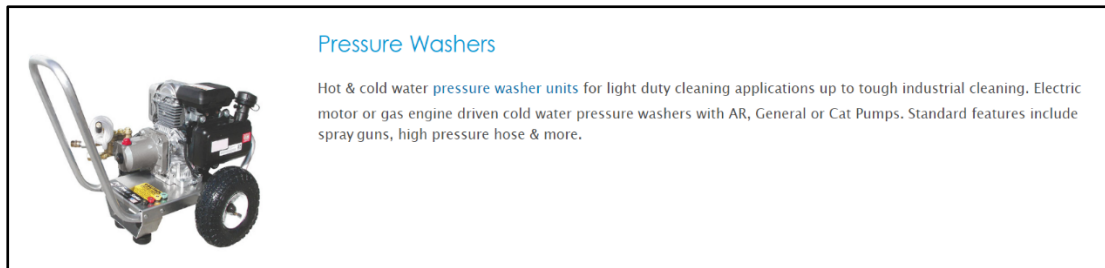 Pressure Washers
Hot & cold water pressure washer units for light duty cleaning applications up to tough industrial cleaning. Electric
motor or gas engine driven cold water pressure washers with AR, General or Cat Pumps. Standard features include
spray guns, high pressure hose & more.